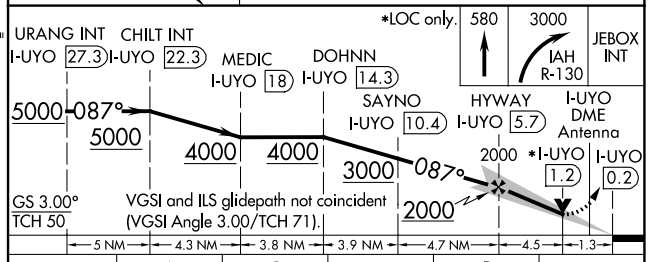 *LOC only.
580
3000
IAH
R-130
JEBOX
INT
URANG INT
I-UYO 27.3
CHILT INT
I-UYO 22.3
MEDIC
I-UYO 18
DOHNN
I-UYO 14.3
SAYNO
I-UYO 10.4
HYWAY
I-UYO 5.7
I-UYO
DME
Antenna
*I-UYO
1.2
I-UYO
0.2
5000
087°
5000
4000
4000
3000
087°
2000
2000
GS 3.00°
TCH 50
VGSI and ILS glidepath not coincident
(VGSI Angle 3.00/TCH 71).
5 NM
4.3 NM
3.8 NM
3.9 NM
4.7 NM
4.5
1.3